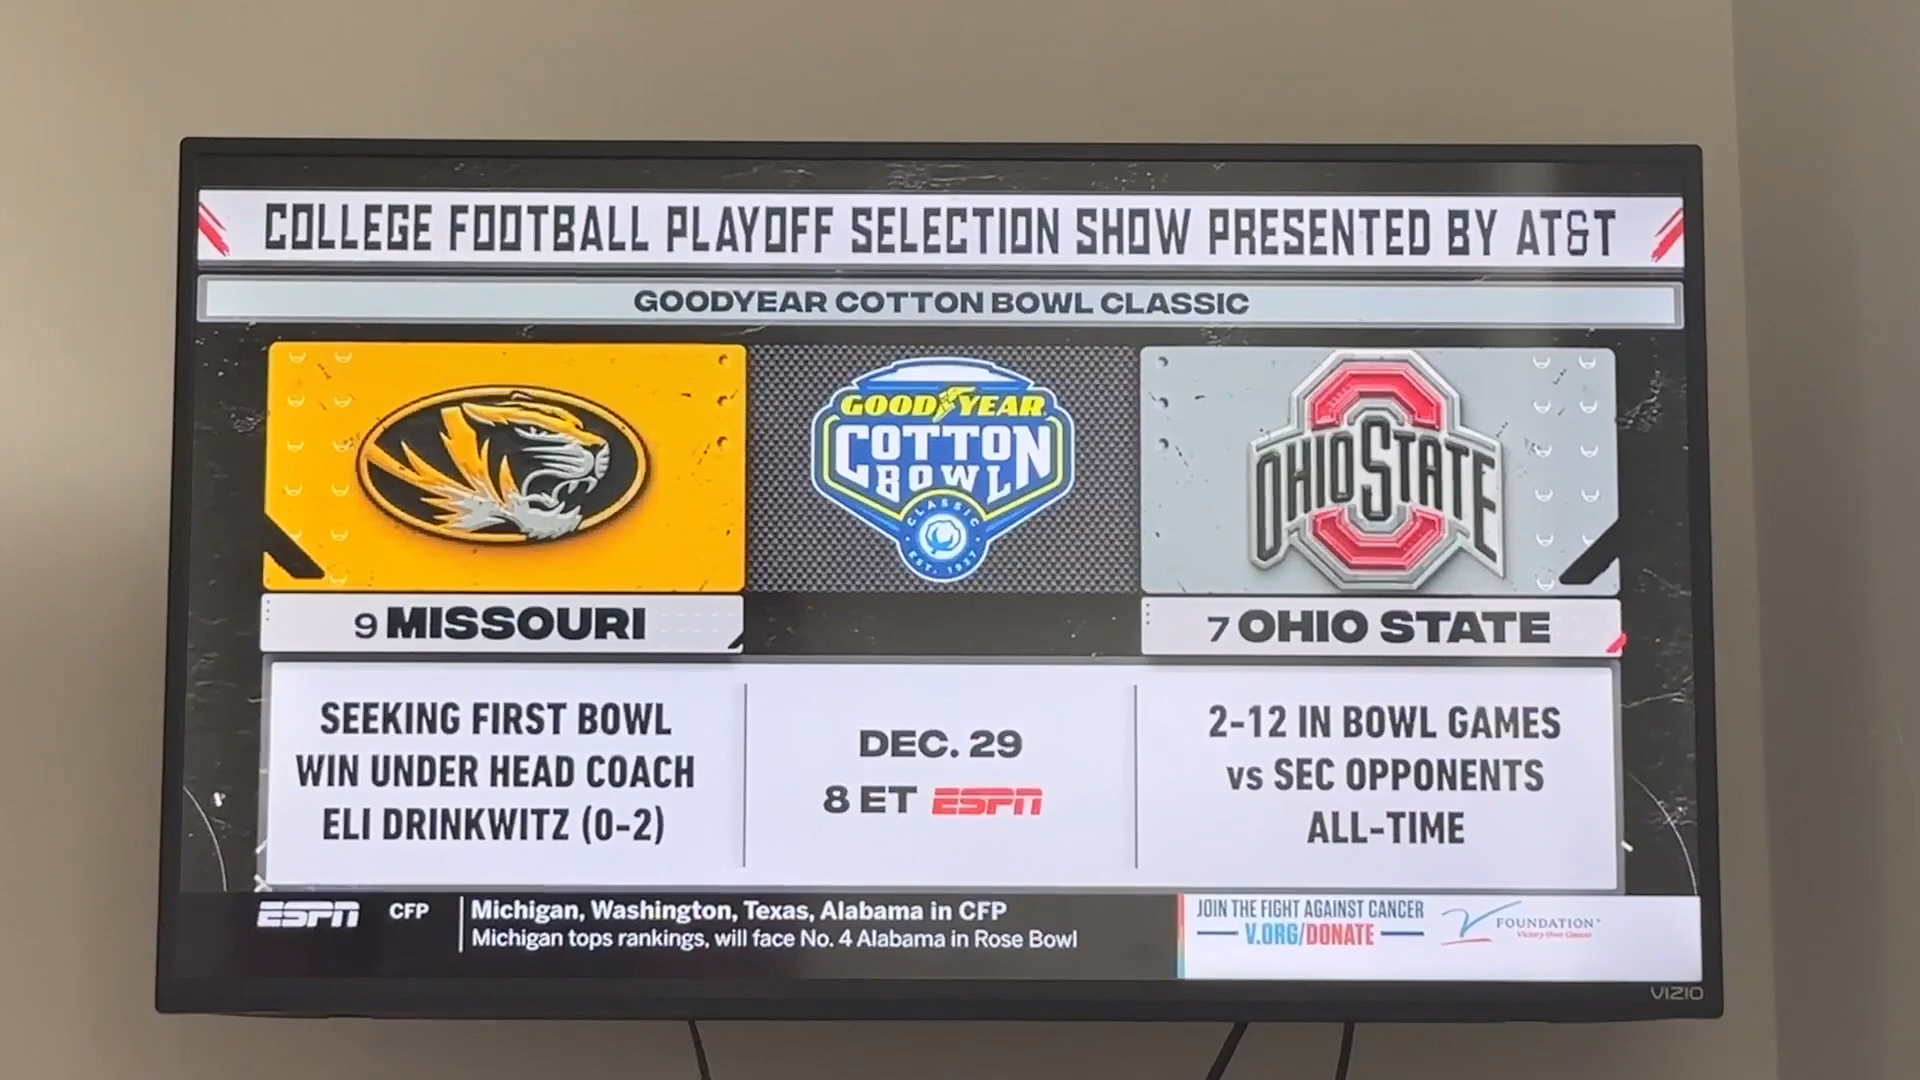 COLLEGE FOOTBALL PLAYOFF SELECTION SHOW PRESENTED BY AT&T
GOODYEAR COTTON BOWL CLASSIC
GOODYEAR
COTTON
BOWL
CLASSIC
EST. 1937
OHIO STATE
9 MISSOURI
7 OHIO STATE
SEEKING FIRST BOWL
WIN UNDER HEAD COACH
ELI DRINKWITZ (0-2)
DEC. 29
8 ET ESPN
2-12 IN BOWL GAMES
vs SEC OPPONENTS
ALL-TIME
ESPN CFP
Michigan, Washington, Texas, Alabama in CFP
Michigan tops rankings, will face No. 4 Alabama in Rose Bowl
JOIN THE FIGHT AGAINST CANCER
V.ORG/DONATE
V FOUNDATION
Victory Over Cancer
VIZIO